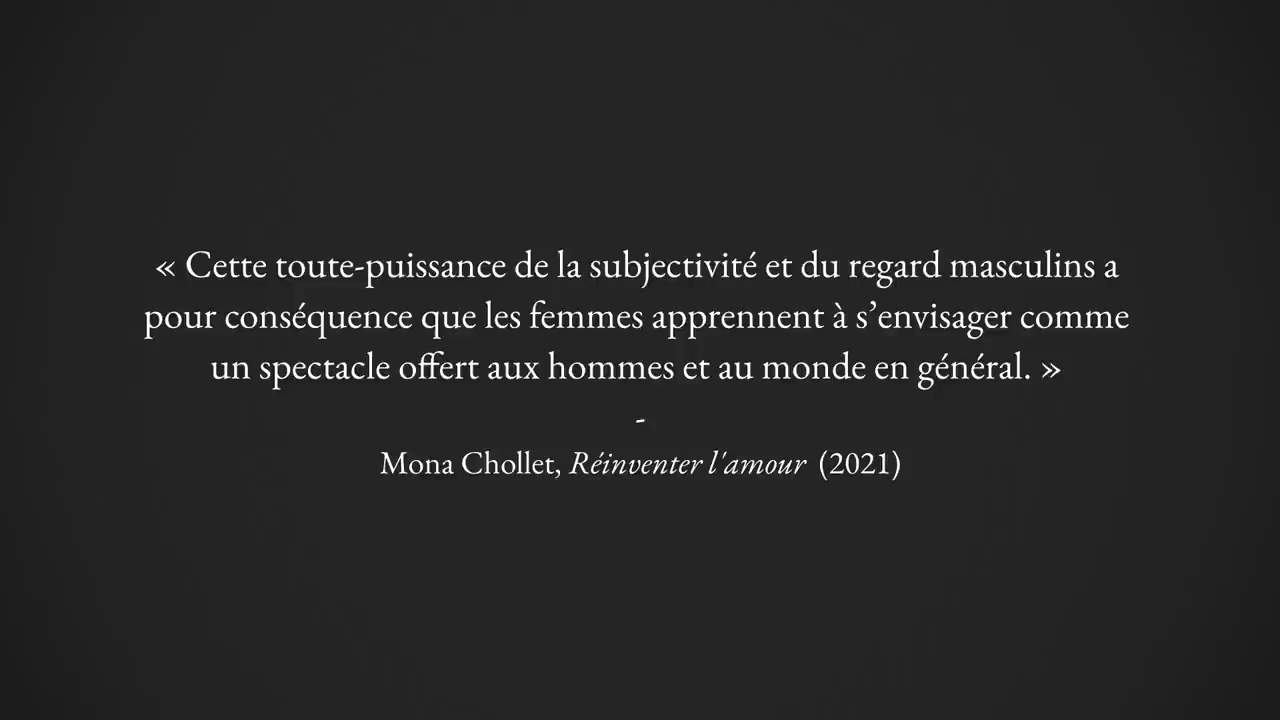 « Cette toute-puissance de la subjectivité et du regard masculins a
pour conséquence que les femmes apprennent à s’envisager comme
un spectacle offert aux hommes et au monde en général. »
-
Mona Chollet, Réinventer l'amour (2021)